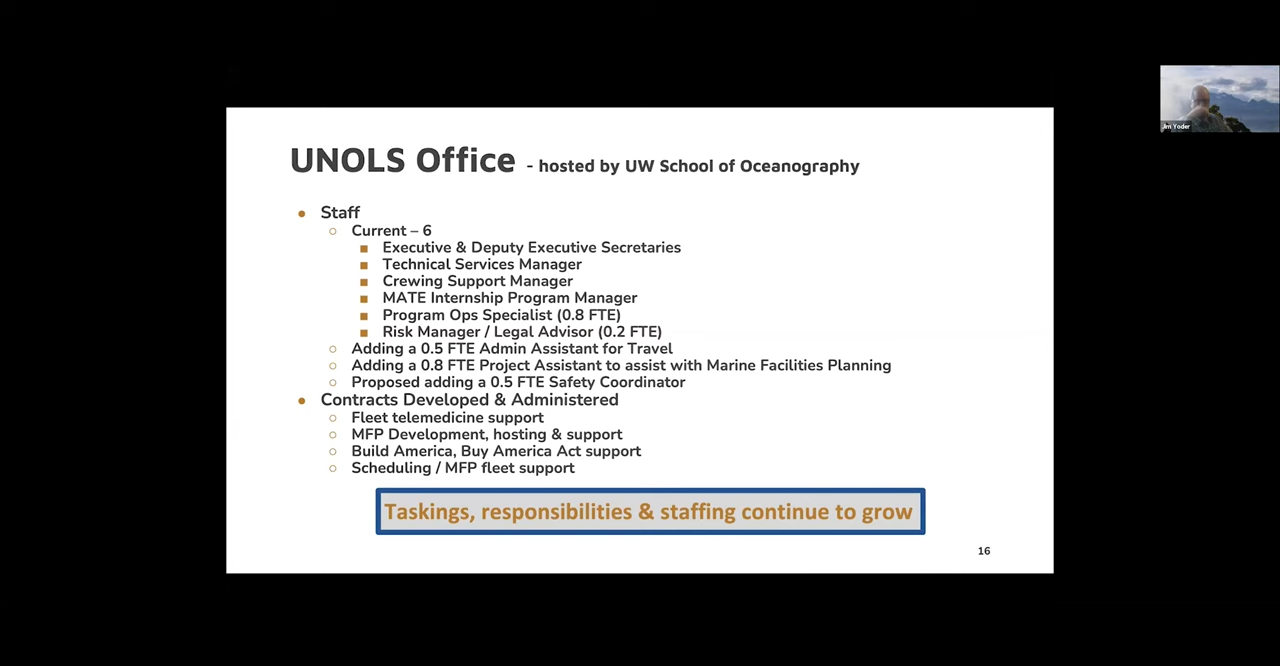 Jim Yoder
UNOLS Office - hosted by UW School of Oceanography
• Staff
○ Current – 6
■ Executive & Deputy Executive Secretaries
■ Technical Services Manager
■ Crewing Support Manager
■ MATE Internship Program Manager
■ Program Ops Specialist (0.8 FTE)
■ Risk Manager / Legal Advisor (0.2 FTE)
○ Adding a 0.5 FTE Admin Assistant for Travel
○ Adding a 0.8 FTE Project Assistant to assist with Marine Facilities Planning
○ Proposed adding a 0.5 FTE Safety Coordinator
• Contracts Developed & Administered
○ Fleet telemedicine support
○ MFP Development, hosting & support
○ Build America, Buy America Act support
○ Scheduling / MFP fleet support
Taskings, responsibilities & staffing continue to grow
16